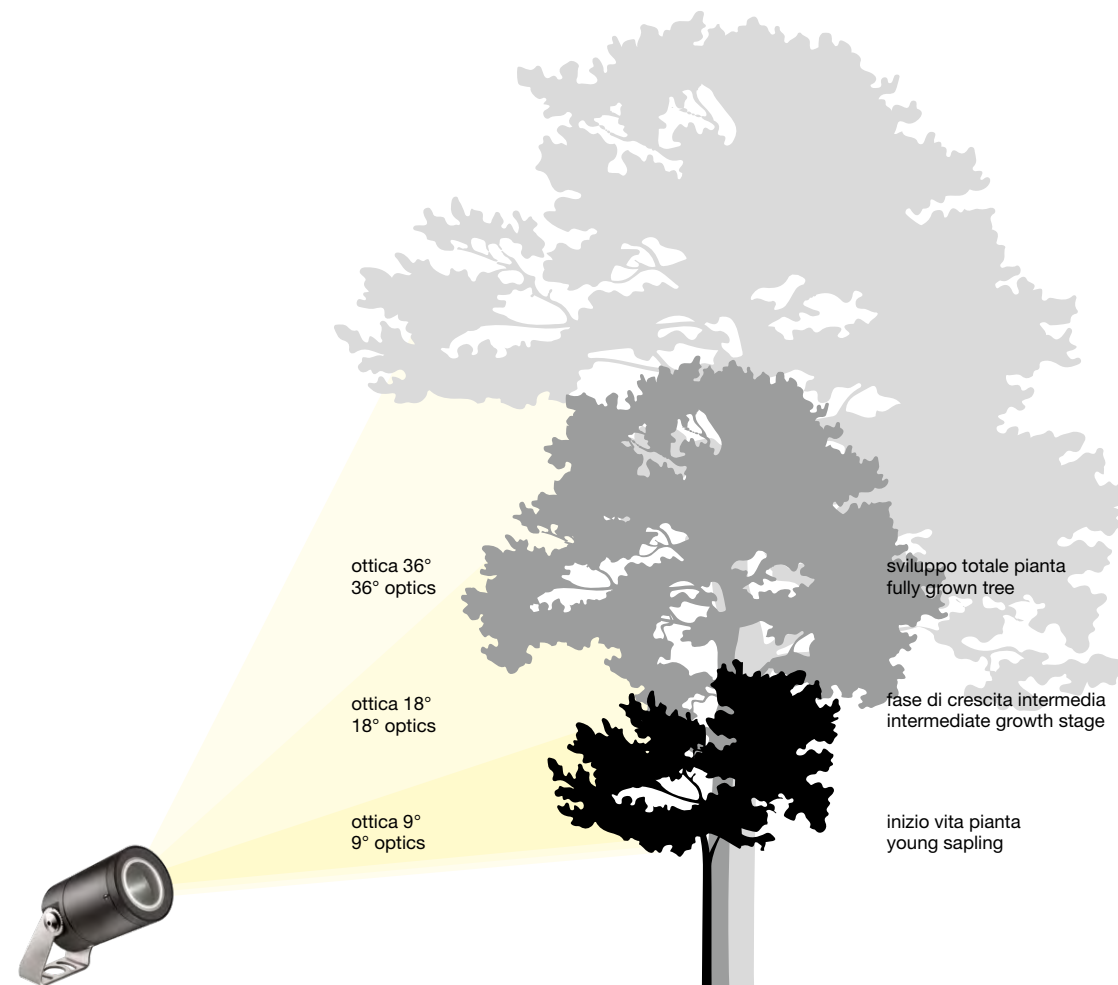 ottica 36°
36° optics
sviluppo totale pianta
fully grown tree
ottica 18°
18° optics
fase di crescita intermedia
intermediate growth stage
ottica 9°
9° optics
inizio vita pianta
young sapling